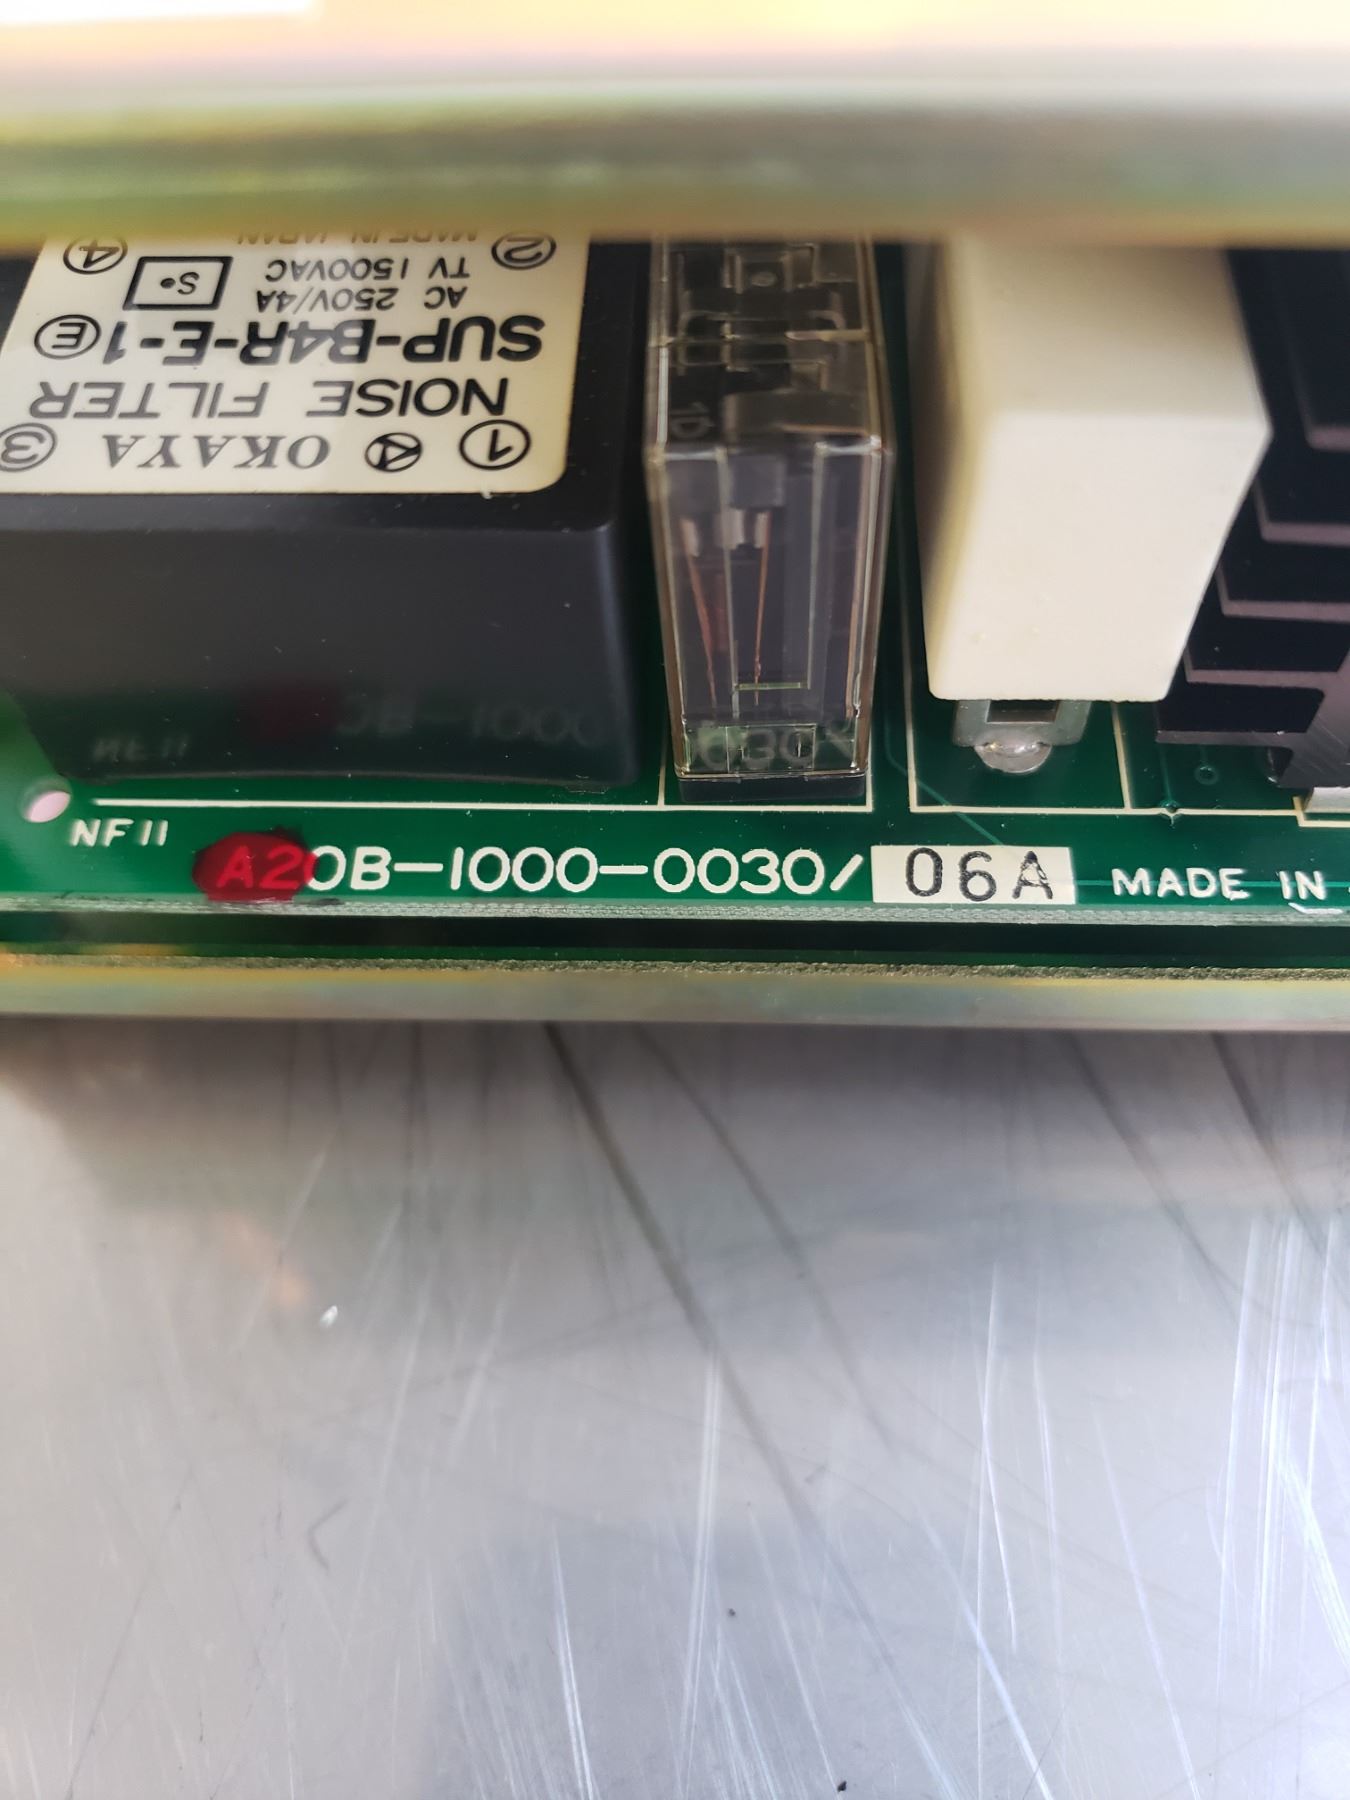 ① OKAYA ③
NOISE FILTER
SUP-B4R-E-1 Ⓔ
AC 250V/4A
TV 1500VAC
② MADE IN JAPAN ④
NF11
A20B-1000-0030/06A MADE IN